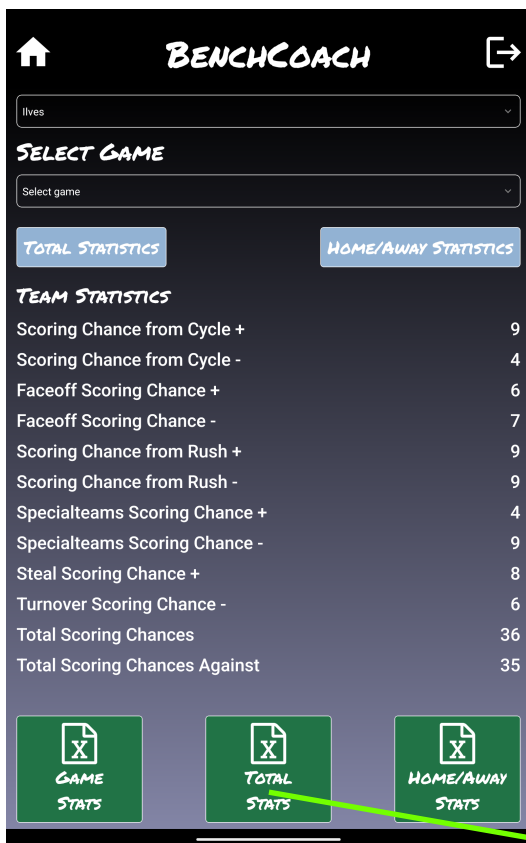 BenchCoach
Ilves
Select Game
Select game
Total Statistics
Home/Away Statistics
Team Statistics
Scoring Chance from Cycle + 9
Scoring Chance from Cycle - 4
Faceoff Scoring Chance + 6
Faceoff Scoring Chance - 7
Scoring Chance from Rush + 9
Scoring Chance from Rush - 9
Specialteams Scoring Chance + 4
Specialteams Scoring Chance - 9
Steal Scoring Chance + 8
Turnover Scoring Chance - 6
Total Scoring Chances 36
Total Scoring Chances Against 35
X
Game
Stats
X
Total
Stats
X
Home/Away
Stats